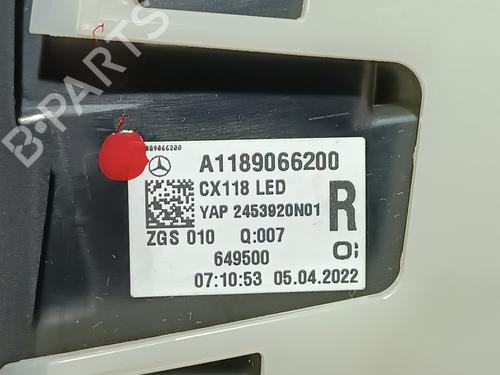 B-PARTS
A1189066200
CX118 LED
YAP 2453920N01
R
ZGS 010 Q:007
649500
07:10:53 05.04.2022